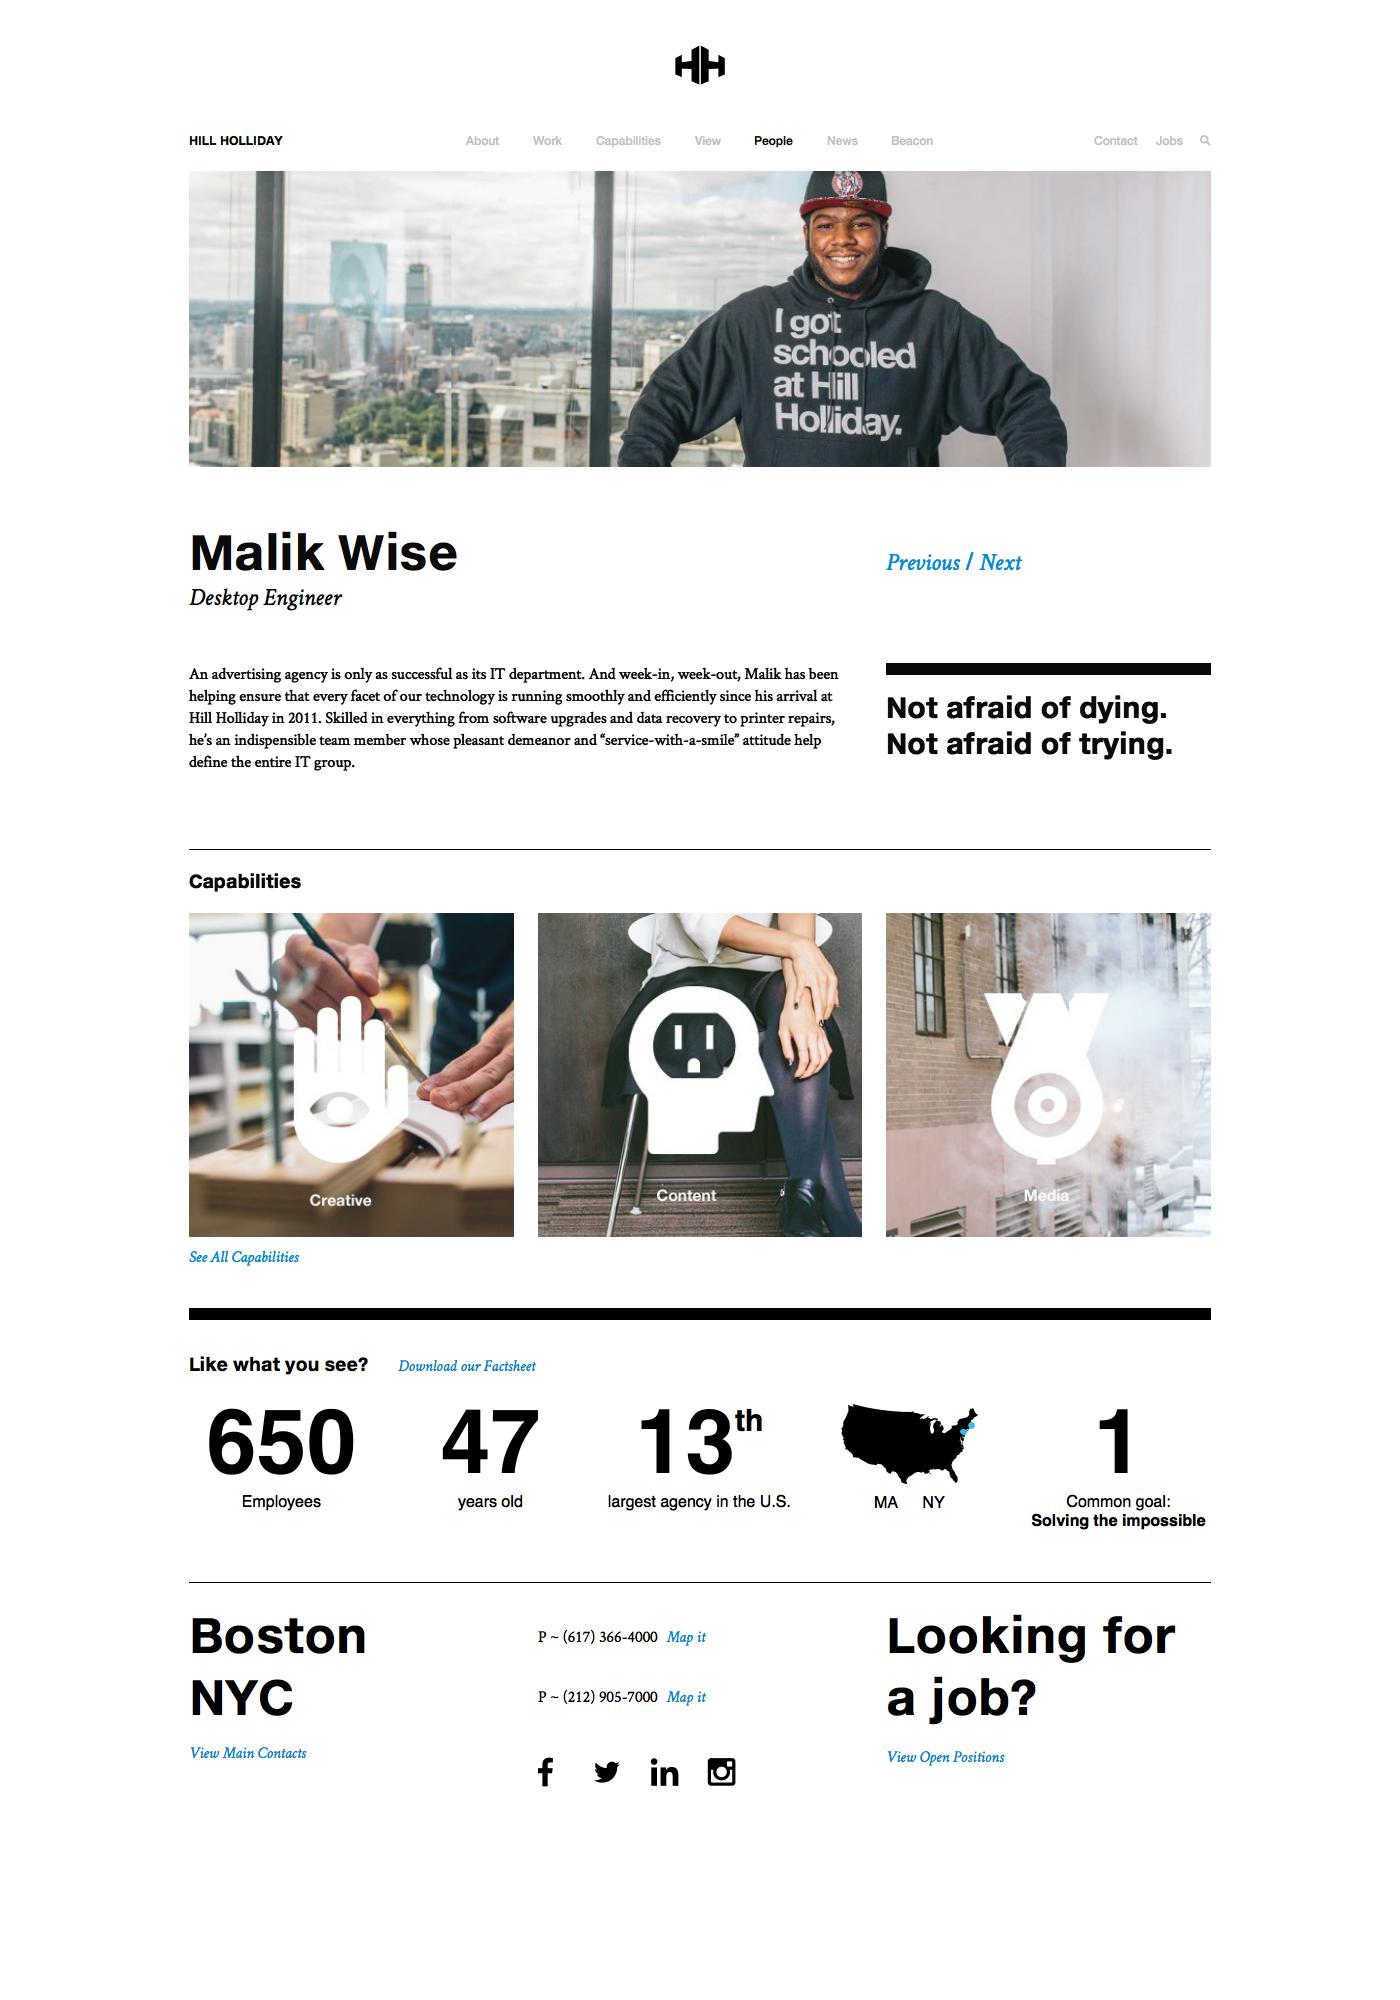 HILL HOLLIDAY
About Work Capabilities View People News Beacon
Contact Jobs
I got
schooled
at Hill
Holliday.
Malik Wise
Desktop Engineer
Previous / Next
An advertising agency is only as successful as its IT department. And week-in, week-out, Malik has been
helping ensure that every facet of our technology is running smoothly and efficiently since his arrival at
Hill Holliday in 2011. Skilled in everything from software upgrades and data recovery to printer repairs,
he’s an indispensible team member whose pleasant demeanor and “service-with-a-smile” attitude help
define the entire IT group.
Not afraid of dying.
Not afraid of trying.
Capabilities
Creative
Content
Media
See All Capabilities
Like what you see? Download our Factsheet
650
Employees
47
years old
13th
largest agency in the U.S.
MA NY
1
Common goal:
Solving the impossible
Boston
NYC
View Main Contacts
P ~ (617) 366-4000 Map it
P ~ (212) 905-7000 Map it
Looking for
a job?
View Open Positions